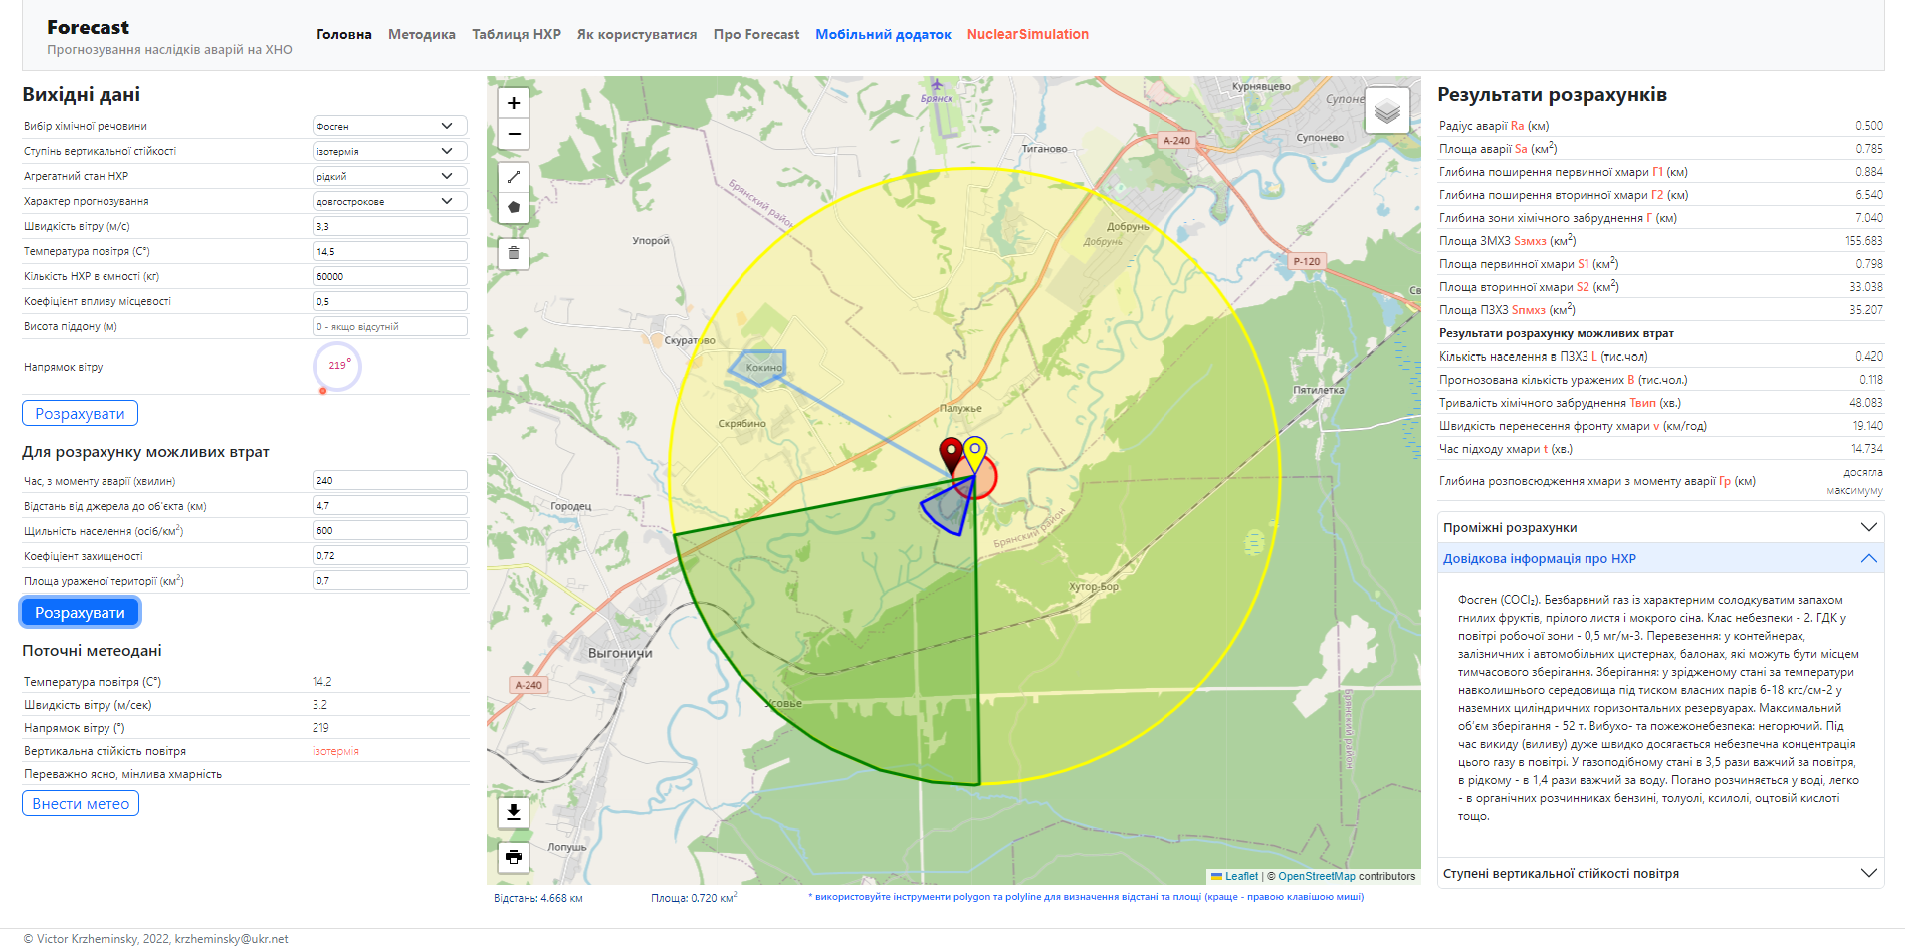 Forecast
Прогнозування наслідків аварій на ХНО
Головна Методика Таблиця НХР Як користуватися Про Forecast Мобільний додаток NuclearSimulation
Вихідні дані
Вибір хімічної речовини Фосген
Ступінь вертикальної стійкості ізотермія
Агрегатний стан НХР рідкий
Характер прогнозування довгострокове
Швидкість вітру (м/с) 3,3
Температура повітря (С°) 14,5
Кількість НХР в ємності (кг) 60000
Коефіцієнт впливу місцевості 0,5
Висота піддону (м) 0 - якщо відсутній
Напрямок вітру 219°
Розрахувати
Для розрахунку можливих втрат
Час, з моменту аварії (хвилин) 240
Відстань від джерела до об'єкта (км) 4,7
Щільність населення (осіб/км²) 600
Коефіцієнт захищеності 0,72
Площа ураженої території (км²) 0,7
Розрахувати
Поточні метеодані
Температура повітря (С°) 14.2
Швидкість вітру (м/сек) 3.2
Напрямок вітру (°) 219
Вертикальна стійкість повітря ізотермія
Переважно ясно, мінлива хмарність
Внести метео
+
−
Курнявцево
Брянск
Супоне
Супонево
А-240
Тиганово
Брянский район
Добрунь
Добрунь
Упорой
Р-120
Св
Скуратово
Кокино
Пятилетка
Палужье
Скрябино
Городец
Брянский район
Хутор-Бор
Выгоничи
А-240
Усовье
Брянский район
Лопушь
Leaflet | © OpenStreetMap contributors
Відстань: 4.668 км Площа: 0.720 км² * використовуйте інструменти polygon та polyline для визначення відстані та площі (краще - правою клавішою миші)
Результати розрахунків
Радіус аварії Ra (км) 0.500
Площа аварії Sa (км²) 0.785
Глибина поширення первинної хмари Г1 (км) 0.884
Глибина поширення вторинної хмари Г2 (км) 6.540
Глибина зони хімічного забруднення Г (км) 7.040
Площа ЗМХЗ Sзмхз (км²) 155.683
Площа первинної хмари S1 (км²) 0.798
Площа вторинної хмари S2 (км²) 33.038
Площа ПЗХЗ Sпмхз (км²) 35.207
Результати розрахунку можливих втрат
Кількість населення в ПЗХЗ L (тис.чол) 0.420
Прогнозована кількість уражених В (тис.чол.) 0.118
Тривалість хімічного забруднення Твип (хв.) 48.083
Швидкість перенесення фронту хмари v (км/год) 19.140
Час підходу хмари t (хв.) 14.734
Глибина розповсюдження хмари з моменту аварії Гр (км) досягла
максимуму
Проміжні розрахунки
Довідкова інформація про НХР
Фосген (COCl₂). Безбарвний газ із характерним солодкуватим запахом
гнилих фруктів, прілого листя і мокрого сіна. Клас небезпеки - 2. ГДК у
повітрі робочої зони - 0,5 мг/м-3. Перевезення: у контейнерах,
залізничних і автомобільних цистернах, балонах, які можуть бути місцем
тимчасового зберігання. Зберігання: у зрідженому стані за температури
навколишнього середовища під тиском власних парів 6-18 кгс/см-2 у
наземних циліндричних горизонтальних резервуарах. Максимальний
об'єм зберігання - 52 т. Вибухо- та пожежонебезпека: негорючий. Під
час викиду (виливу) дуже швидко досягається небезпечна концентрація
цього газу в повітрі. У газоподібному стані в 3,5 рази важчий за повітря,
в рідкому - в 1,4 рази важчий за воду. Погано розчиняється у воді, легко
- в органічних розчинниках бензині, толуолі, ксилолі, оцтовій кислоті
тощо.
Ступені вертикальної стійкості повітря
© Victor Krzheminsky, 2022, krzheminsky@ukr.net